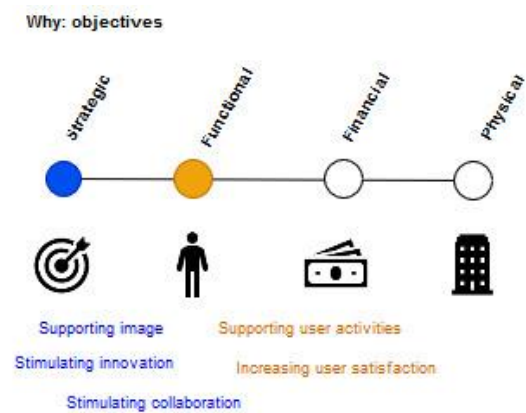 Why: objectives
Strategic
Functional
Financial
Physical
Supporting image
Supporting user activities
Stimulating innovation
Increasing user satisfaction
Stimulating collaboration